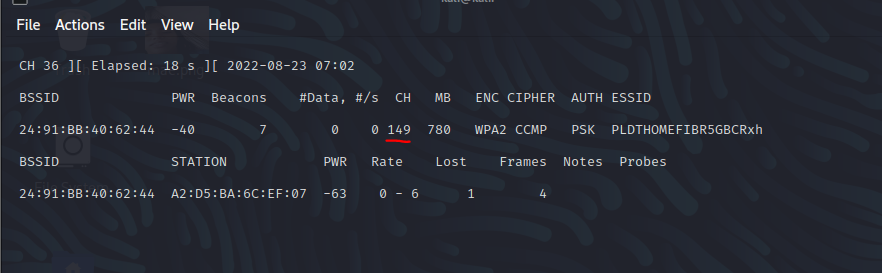 File Actions Edit View Help
CH 36 ][ Elapsed: 18 s ][ 2022-08-23 07:02
BSSID PWR Beacons #Data, #/s CH MB ENC CIPHER AUTH ESSID
24:91:BB:40:62:44 -40 7 0 0 149 780 WPA2 CCMP PSK PLDTHOMEFIBR5GBCRxh
BSSID STATION PWR Rate Lost Frames Notes Probes
24:91:BB:40:62:44 A2:D5:BA:6C:EF:07 -63 0 - 6 1 4